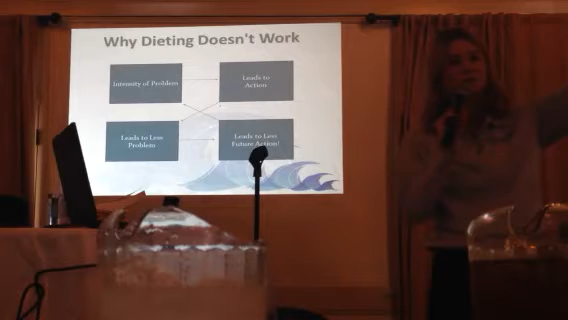 Why Dieting Doesn't Work
Intensity of Problem
Leads to
Action
Leads to Less
Problem
Leads to Less
Future Action!